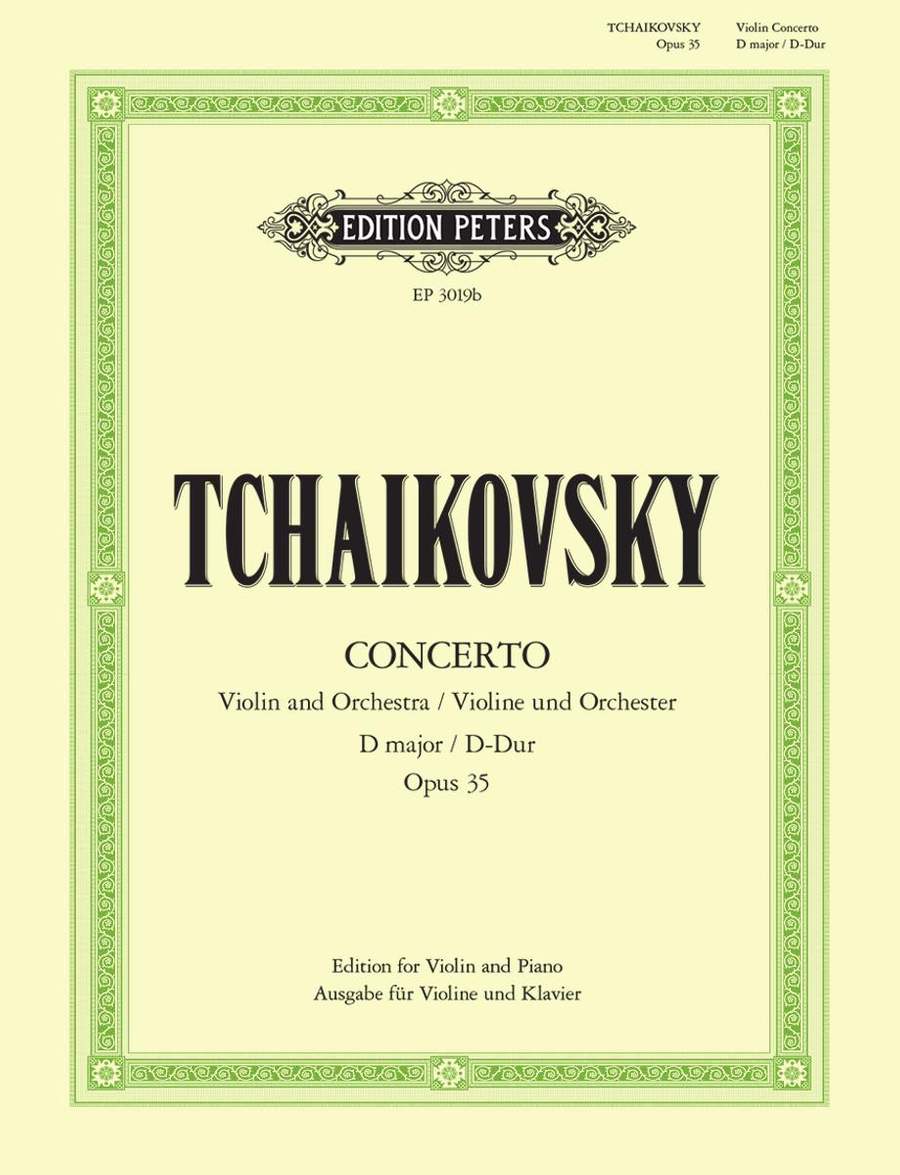 TCHAIKOVSKY Violin Concerto
Opus 35 D major / D-Dur
EDITION PETERS
EP 3019b
TCHAIKOVSKY
CONCERTO
Violin and Orchestra / Violine und Orchester
D major / D-Dur
Opus 35
Edition for Violin and Piano
Ausgabe für Violine und Klavier